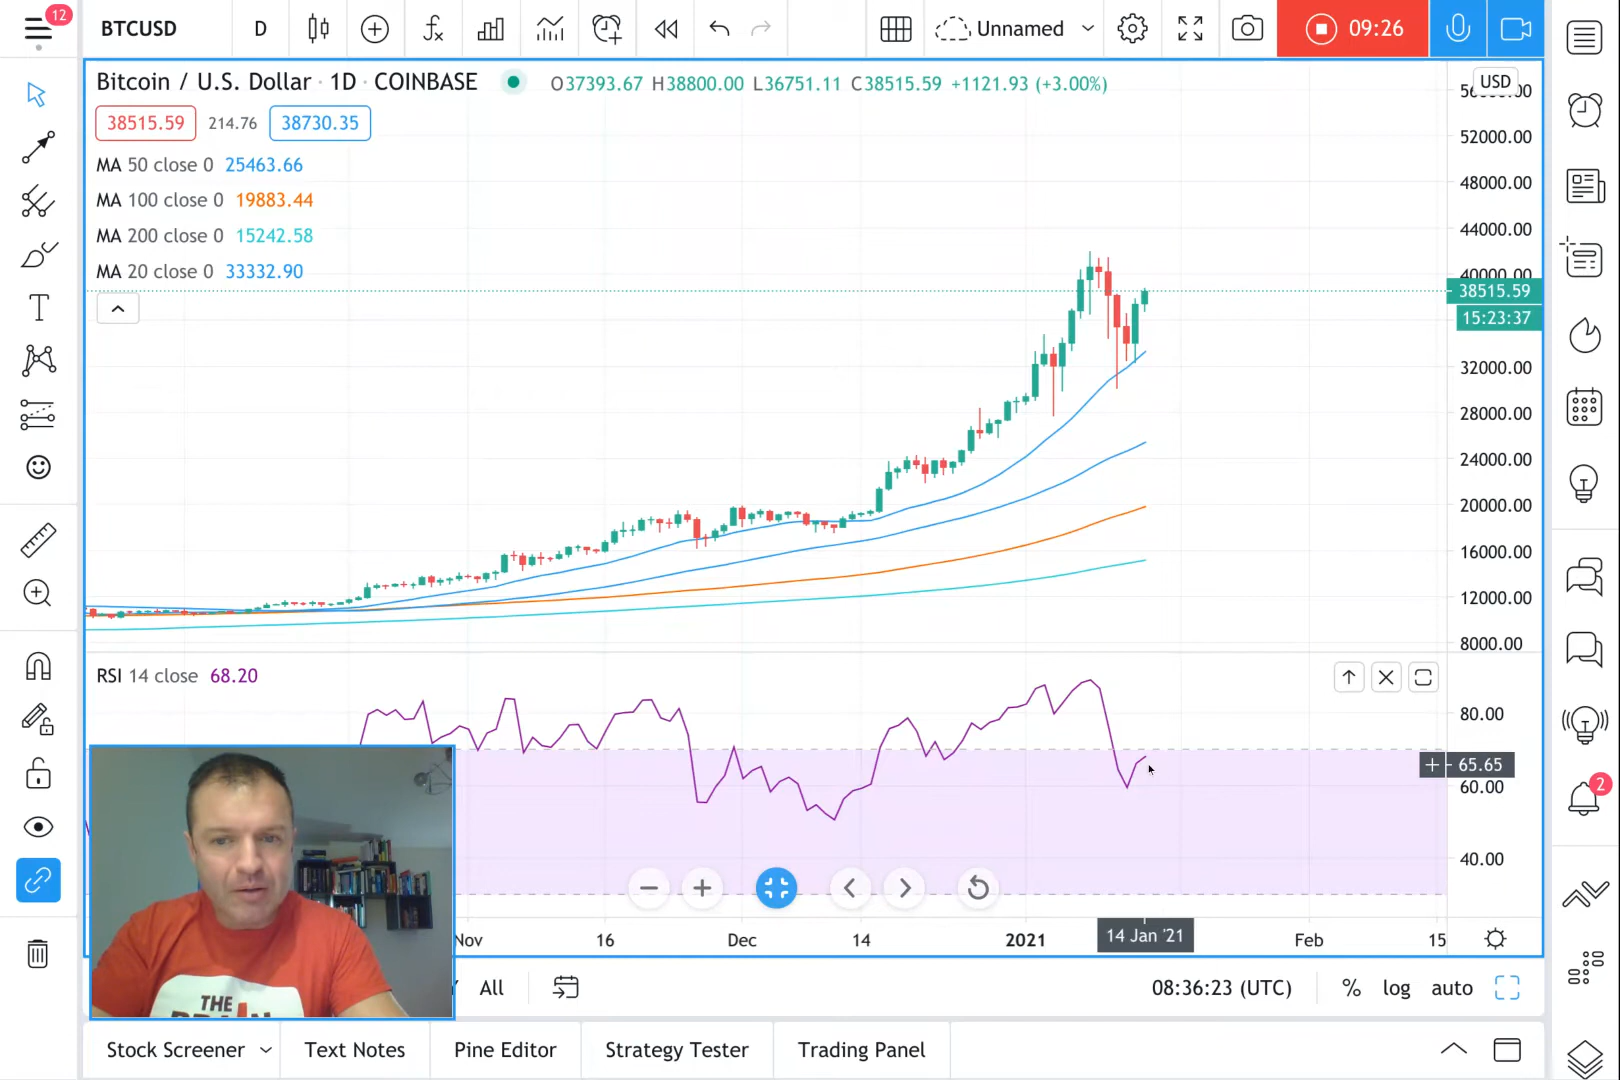 12
BTCUSD
D
Unnamed
09:26
Bitcoin / U.S. Dollar · 1D · COINBASE
O37393.67 H38800.00 L36751.11 C38515.59 +1121.93 (+3.00%)
USD
38515.59
214.76
38730.35
52000.00
MA 50 close 0 25463.66
48000.00
MA 100 close 0 19883.44
44000.00
MA 200 close 0 15242.58
MA 20 close 0 33332.90
40000.00
38515.59
15:23:37
32000.00
28000.00
24000.00
20000.00
16000.00
12000.00
8000.00
RSI 14 close 68.20
80.00
65.65
60.00
2
40.00
Nov
16
Dec
14
2021
14 Jan '21
Feb
15
THE
All
08:36:23 (UTC)
%
log
auto
Stock Screener
Text Notes
Pine Editor
Strategy Tester
Trading Panel